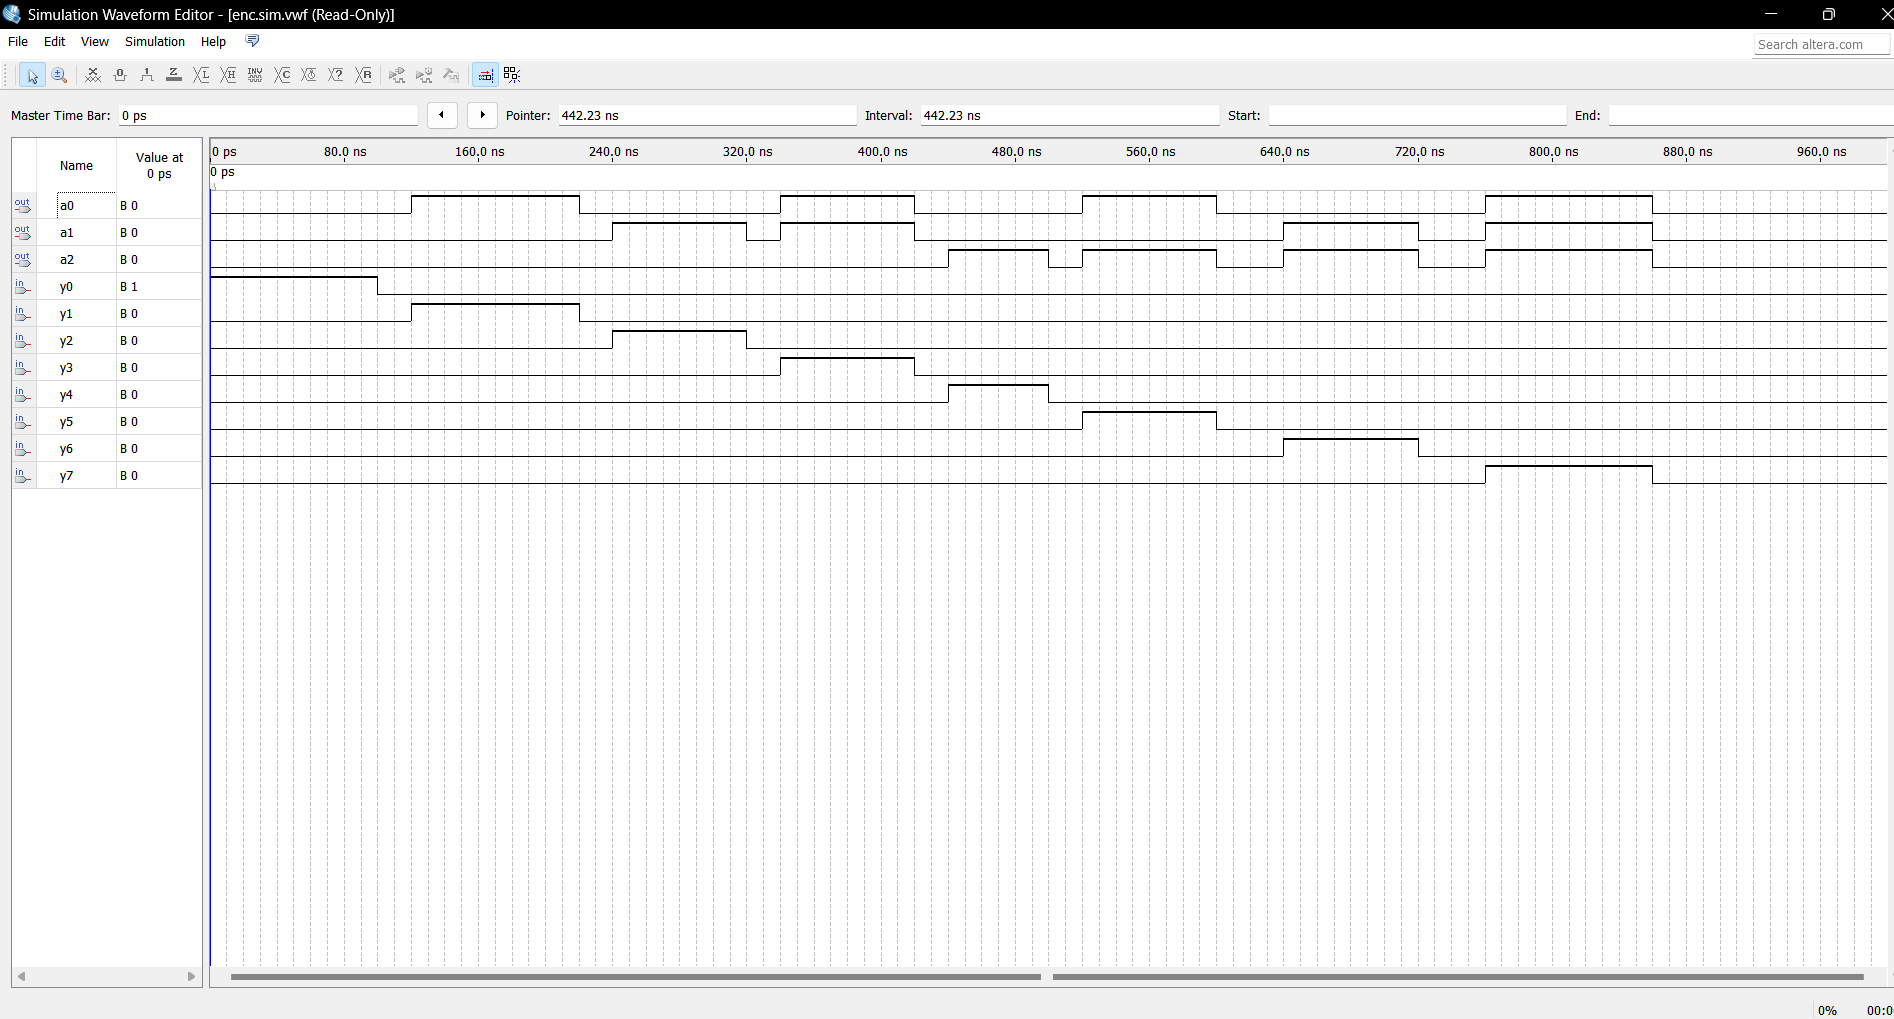 Simulation Waveform Editor - [enc.sim.vwf (Read-Only)]
File Edit View Simulation Help
Search altera.com
Master Time Bar: 0 ps Pointer: 442.23 ns Interval: 442.23 ns Start: End:
Name Value at 0 ps
0 ps 80.0 ns 160.0 ns 240.0 ns 320.0 ns 400.0 ns 480.0 ns 560.0 ns 640.0 ns 720.0 ns 800.0 ns 880.0 ns 960.0 ns
0 ps
out a0 B 0
out a1 B 0
out a2 B 0
in y0 B 1
in y1 B 0
in y2 B 0
in y3 B 0
in y4 B 0
in y5 B 0
in y6 B 0
in y7 B 0
0% 00:0